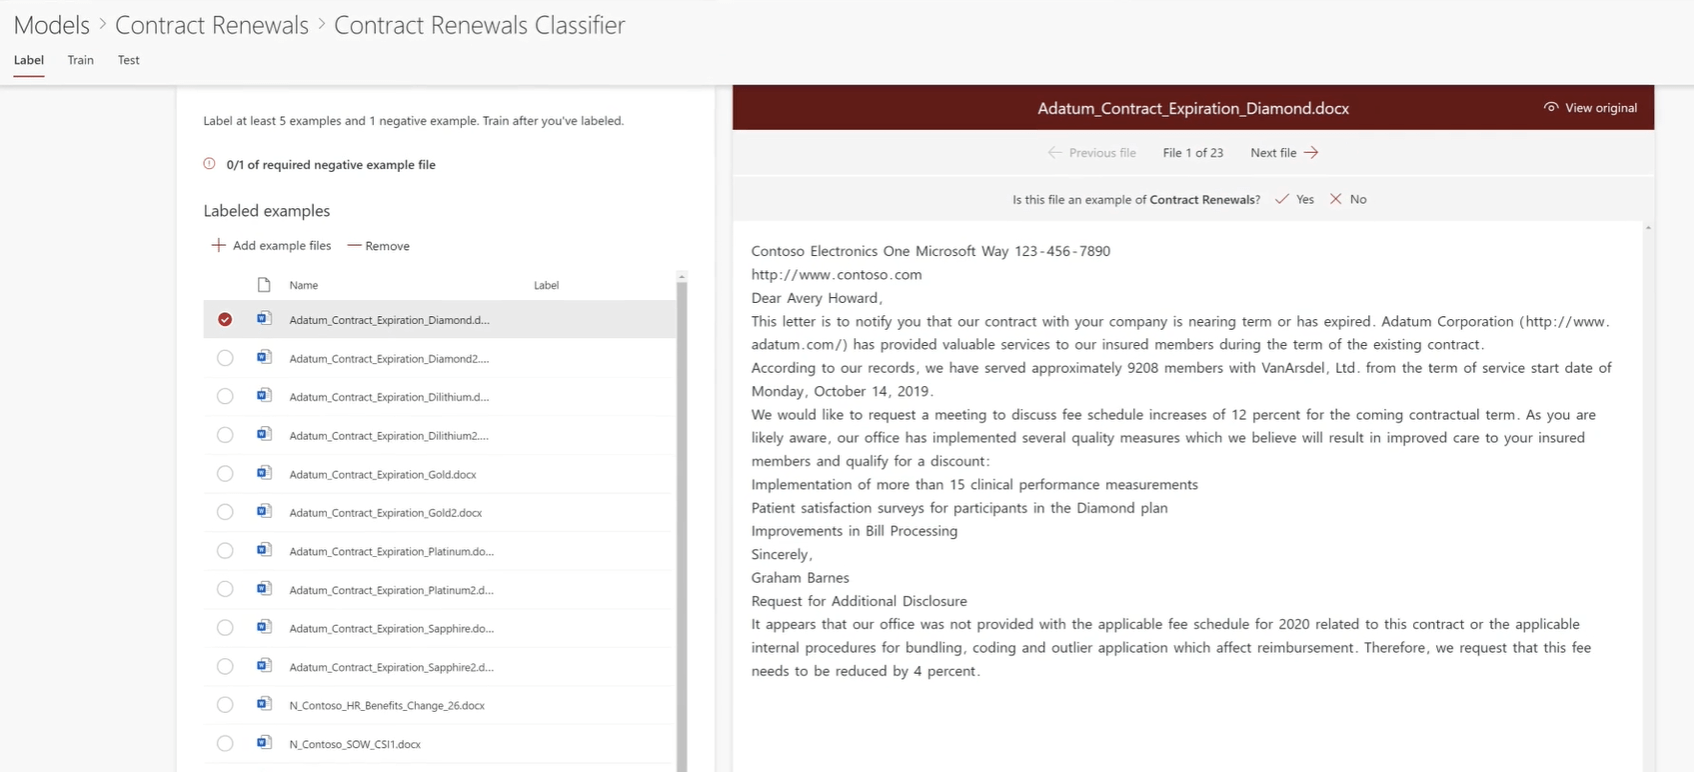 Models > Contract Renewals > Contract Renewals Classifier
Label Train Test
Label at least 5 examples and 1 negative example. Train after you've labeled.
0/1 of required negative example file
Labeled examples
Add example files Remove
Name Label
Adatum_Contract_Expiration_Diamond.d...
Adatum_Contract_Expiration_Diamond2....
Adatum_Contract_Expiration_Dilithium.d...
Adatum_Contract_Expiration_Dilithium2....
Adatum_Contract_Expiration_Gold.docx
Adatum_Contract_Expiration_Gold2.docx
Adatum_Contract_Expiration_Platinum.do...
Adatum_Contract_Expiration_Platinum2.d...
Adatum_Contract_Expiration_Sapphire.do...
Adatum_Contract_Expiration_Sapphire2.d...
N_Contoso_HR_Benefits_Change_26.docx
N_Contoso_SOW_CSI1.docx
Adatum_Contract_Expiration_Diamond.docx View original
Previous file File 1 of 23 Next file
Is this file an example of Contract Renewals? Yes No
Contoso Electronics One Microsoft Way 123-456-7890
http://www.contoso.com
Dear Avery Howard,
This letter is to notify you that our contract with your company is nearing term or has expired. Adatum Corporation (http://www.
adatum.com/) has provided valuable services to our insured members during the term of the existing contract.
According to our records, we have served approximately 9208 members with VanArsdel, Ltd. from the term of service start date of
Monday, October 14, 2019.
We would like to request a meeting to discuss fee schedule increases of 12 percent for the coming contractual term. As you are
likely aware, our office has implemented several quality measures which we believe will result in improved care to your insured
members and qualify for a discount:
Implementation of more than 15 clinical performance measurements
Patient satisfaction surveys for participants in the Diamond plan
Improvements in Bill Processing
Sincerely,
Graham Barnes
Request for Additional Disclosure
It appears that our office was not provided with the applicable fee schedule for 2020 related to this contract or the applicable
internal procedures for bundling, coding and outlier application which affect reimbursement. Therefore, we request that this fee
needs to be reduced by 4 percent.